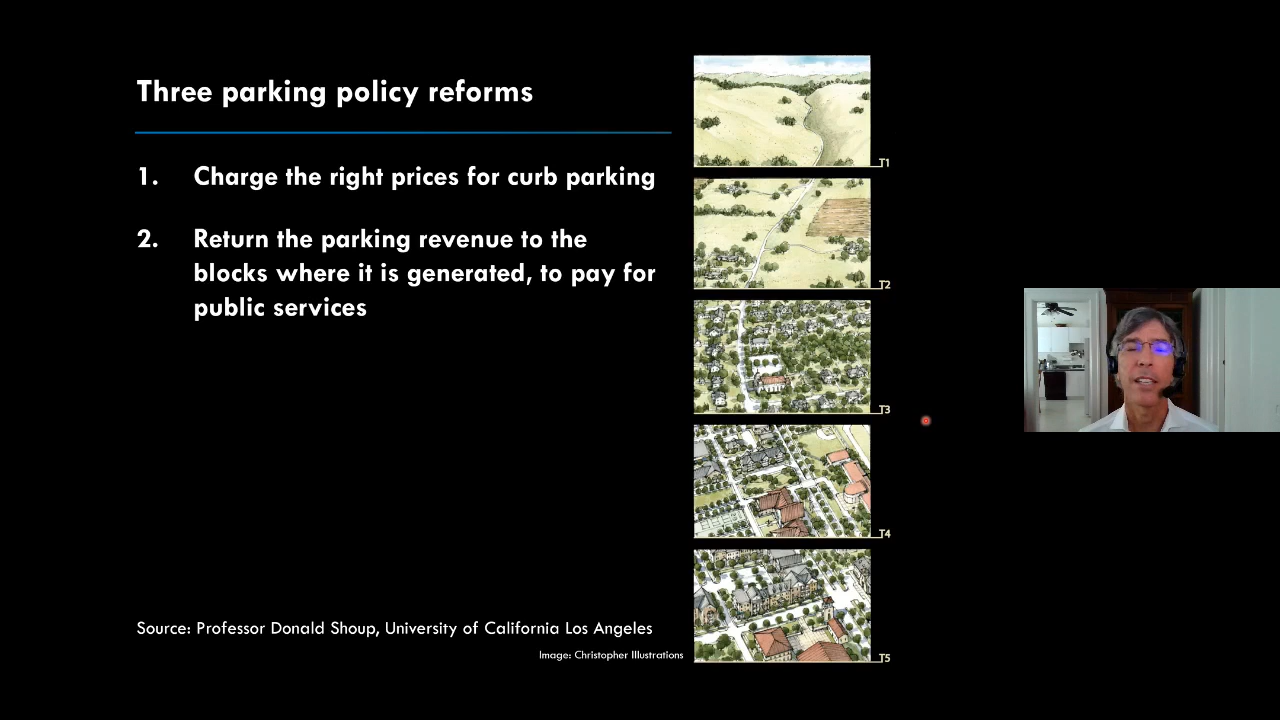 Three parking policy reforms
1. Charge the right prices for curb parking
2. Return the parking revenue to the
blocks where it is generated, to pay for
public services
Source: Professor Donald Shoup, University of California Los Angeles
Image: Christopher Illustrations
T1
T2
T3
T4
T5